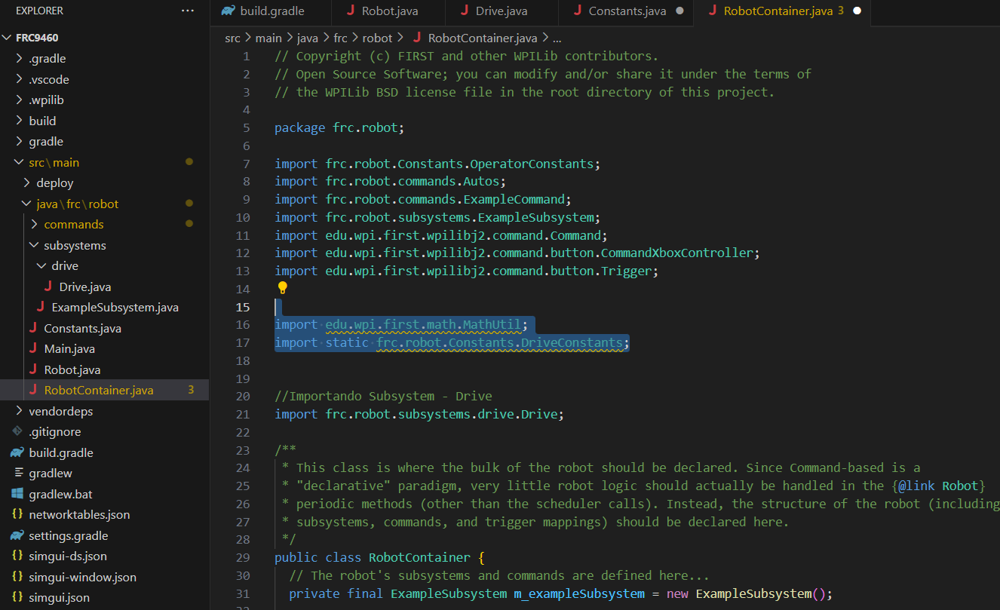 EXPLORER
FRC9460
.gradle
.vscode
.wpilib
build
gradle
src\main
deploy
java\frc\robot
commands
subsystems
drive
Drive.java
ExampleSubsystem.java
Constants.java
Main.java
Robot.java
RobotContainer.java 3
vendordeps
.gitignore
build.gradle
gradlew
gradlew.bat
networktables.json
settings.gradle
simgui-ds.json
simgui-window.json
simgui.json
build.gradle Robot.java Drive.java Constants.java RobotContainer.java 3
src > main > java > frc > robot > RobotContainer.java > ...
1 // Copyright (c) FIRST and other WPILib contributors.
2 // Open Source Software; you can modify and/or share it under the terms of
3 // the WPILib BSD license file in the root directory of this project.
4
5 package frc.robot;
6
7 import frc.robot.Constants.OperatorConstants;
8 import frc.robot.commands.Autos;
9 import frc.robot.commands.ExampleCommand;
10 import frc.robot.subsystems.ExampleSubsystem;
11 import edu.wpi.first.wpilibj2.command.Command;
12 import edu.wpi.first.wpilibj2.command.button.CommandXboxController;
13 import edu.wpi.first.wpilibj2.command.button.Trigger;
14
15
16 import edu.wpi.first.math.MathUtil;
17 import static frc.robot.Constants.DriveConstants;
18
19
20 //Importando Subsystem - Drive
21 import frc.robot.subsystems.drive.Drive;
22
23 /**
24 * This class is where the bulk of the robot should be declared. Since Command-based is a
25 * "declarative" paradigm, very little robot logic should actually be handled in the {@link Robot}
26 * periodic methods (other than the scheduler calls). Instead, the structure of the robot (including
27 * subsystems, commands, and trigger mappings) should be declared here.
28 */
29 public class RobotContainer {
30 // The robot's subsystems and commands are defined here...
31 private final ExampleSubsystem m_exampleSubsystem = new ExampleSubsystem();